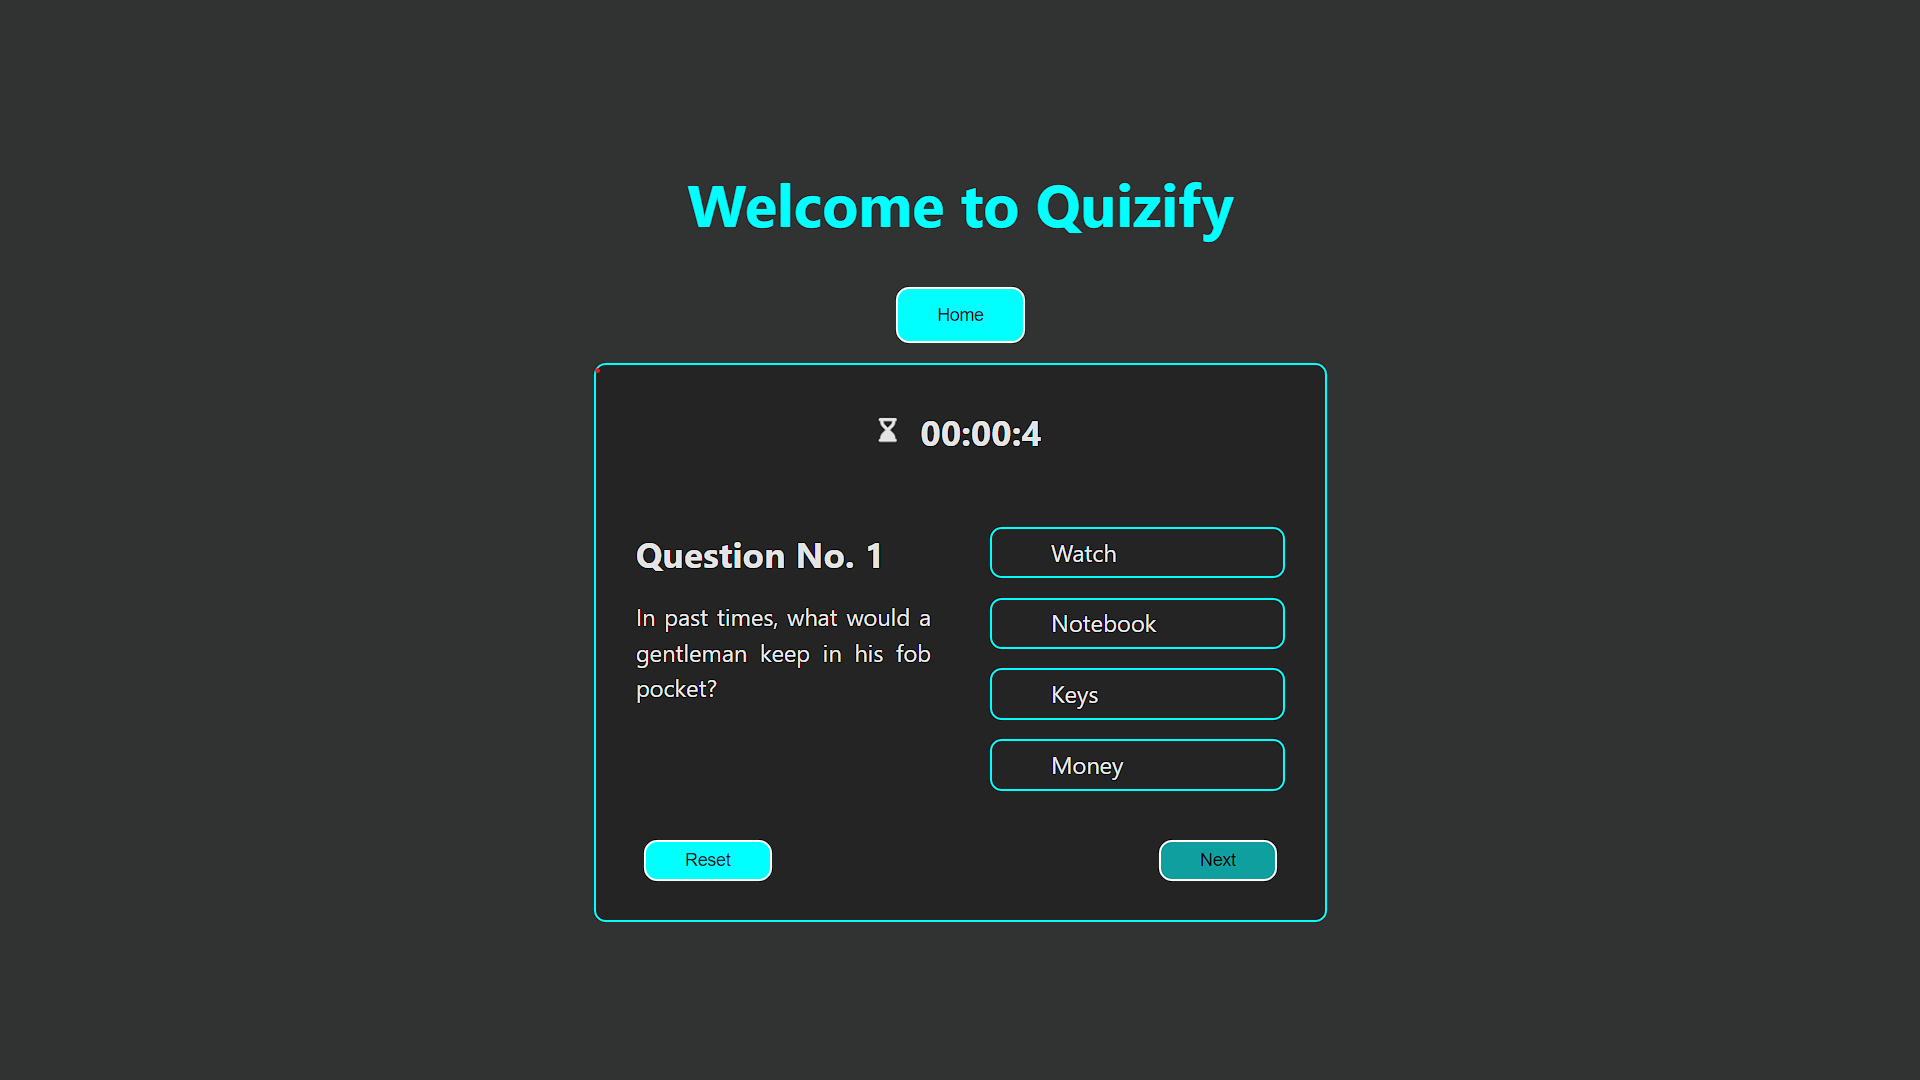 Welcome to Quizify
Home
00:00:4
Question No. 1
In past times, what would a
gentleman keep in his fob
pocket?
Watch
Notebook
Keys
Money
Reset
Next